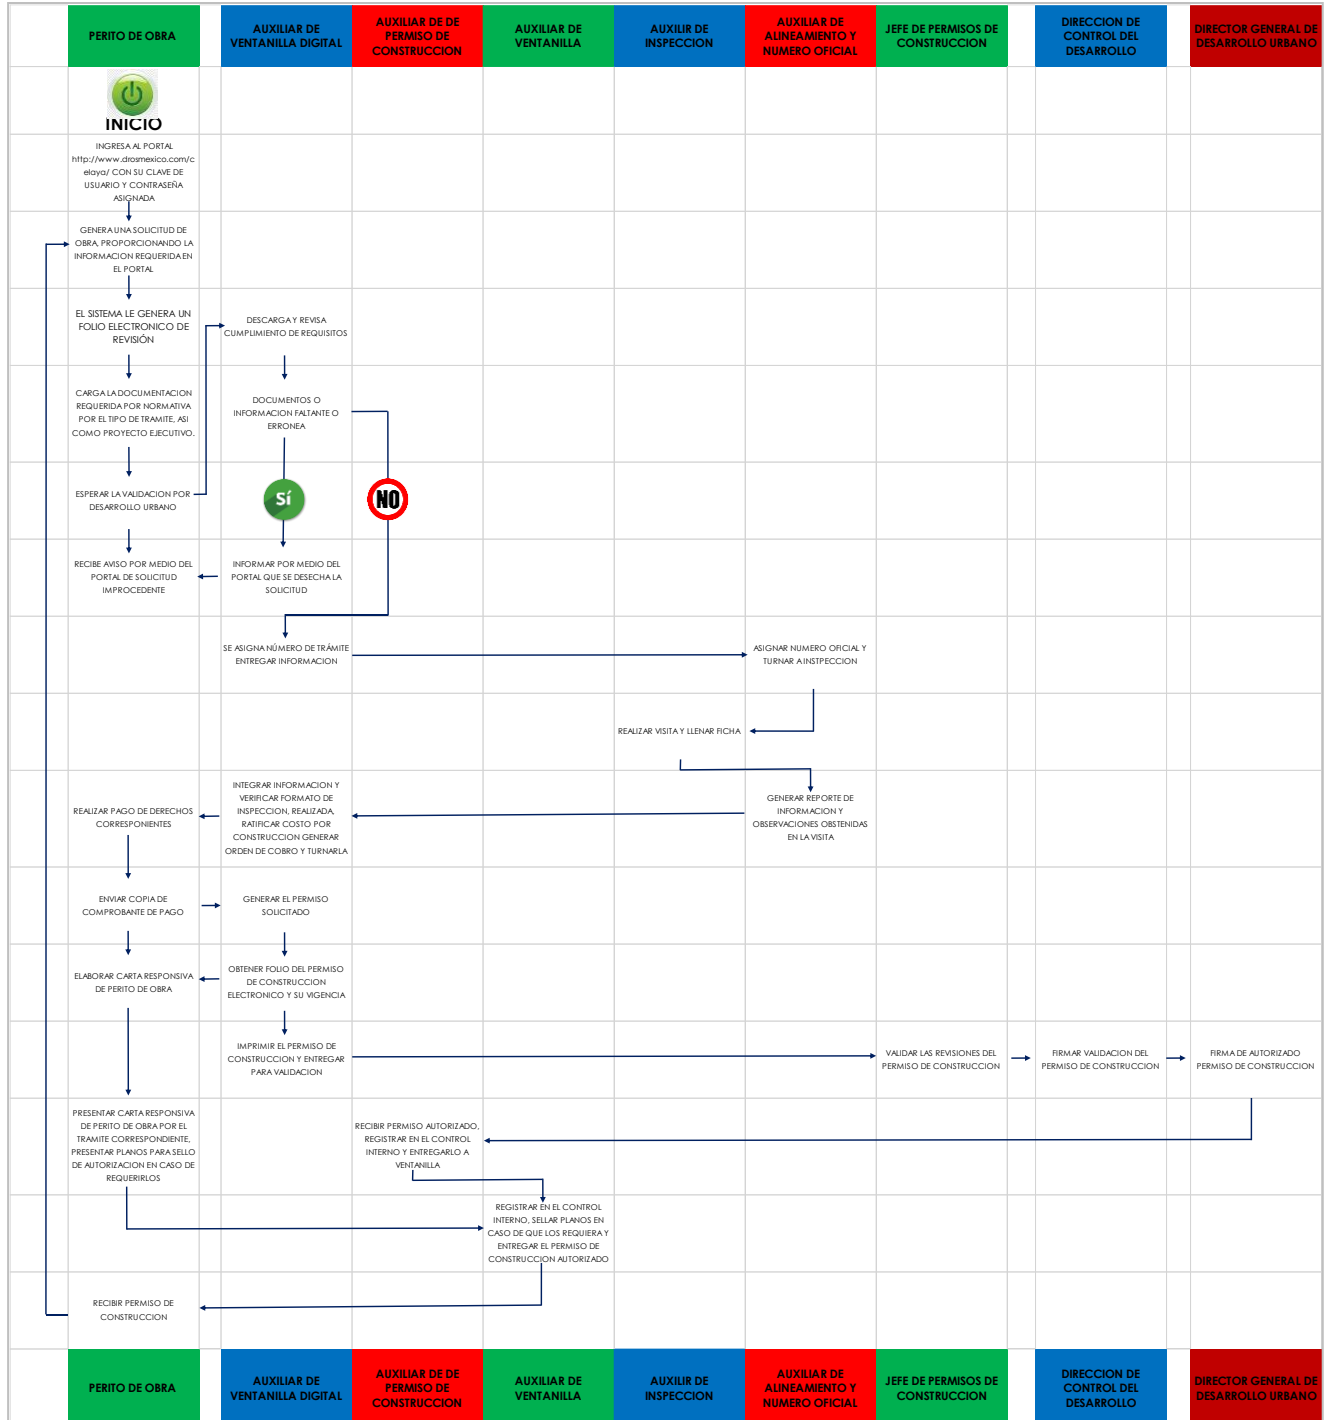 PERITO DE OBRA
AUXILIAR DE
VENTANILLA DIGITAL
AUXILIAR DE DE
PERMISO DE
CONSTRUCCION
AUXILIAR DE
VENTANILLA
AUXILIR DE
INSPECCION
AUXILIAR DE
ALINEAMIENTO Y
NUMERO OFICIAL
JEFE DE PERMISOS DE
CONSTRUCCION
DIRECCION DE
CONTROL DEL
DESARROLLO
DIRECTOR GENERAL DE
DESARROLLO URBANO
INICIO
INGRESA AL PORTAL
http://www.drosmexico.com/c
elaya/ CON SU CLAVE DE
USUARIO Y CONTRASEÑA
ASIGNADA
GENERA UNA SOLICITUD DE
OBRA, PROPORCIONANDO LA
INFORMACION REQUERIDA EN
EL PORTAL
EL SISTEMA LE GENERA UN
FOLIO ELECTRONICO DE
REVISIÓN
DESCARGA Y REVISA
CUMPLIMIENTO DE REQUISITOS
CARGA LA DOCUMENTACION
REQUERIDA POR NORMATIVA
POR EL TIPO DE TRAMITE, ASI
COMO PROYECTO EJECUTIVO.
DOCUMENTOS O
INFORMACION FALTANTE O
ERRONEA
ESPERAR LA VALIDACION POR
DESARROLLO URBANO
Sí
NO
RECIBE AVISO POR MEDIO DEL
PORTAL DE SOLICITUD
IMPROCEDENTE
INFORMAR POR MEDIO DEL
PORTAL QUE SE DESECHA LA
SOLICITUD
SE ASIGNA NÚMERO DE TRÁMITE
ENTREGAR INFORMACION
ASIGNAR NUMERO OFICIAL Y
TURNAR A INSTPECCION
REALIZAR VISITA Y LLENAR FICHA
REALIZAR PAGO DE DERECHOS
CORRESPONIENTES
INTEGRAR INFORMACION Y
VERIFICAR FORMATO DE
INSPECCION, REALIZADA,
RATIFICAR COSTO POR
CONSTRUCCION GENERAR
ORDEN DE COBRO Y TURNARLA
GENERAR REPORTE DE
INFORMACION Y
OBSERVACIONES OBSTENIDAS
EN LA VISITA
ENVIAR COPIA DE
COMPROBANTE DE PAGO
GENERAR EL PERMISO
SOLICITADO
ELABORAR CARTA RESPONSIVA
DE PERITO DE OBRA
OBTENER FOLIO DEL PERMISO
DE CONSTRUCCION
ELECTRONICO Y SU VIGENCIA
IMPRIMIR EL PERMISO DE
CONSTRUCCION Y ENTREGAR
PARA VALIDACION
VALIDAR LAS REVISIONES DEL
PERMISO DE CONSTRUCCION
FIRMAR VALIDACION DEL
PERMISO DE CONSTRUCCION
FIRMA DE AUTORIZADO
PERMISO DE CONSTRUCCION
PRESENTAR CARTA RESPONSIVA
DE PERITO DE OBRA POR EL
TRAMITE CORRESPONDIENTE,
PRESENTAR PLANOS PARA SELLO
DE AUTORIZACION EN CASO DE
REQUERIRLOS
RECIBIR PERMISO AUTORIZADO,
REGISTRAR EN EL CONTROL
INTERNO Y ENTREGARLO A
VENTANILLA
REGISTRAR EN EL CONTROL
INTERNO, SELLAR PLANOS EN
CASO DE QUE LOS REQUIERA Y
ENTREGAR EL PERMISO DE
CONSTRUCCION AUTORIZADO
RECIBIR PERMISO DE
CONSTRUCCION
PERITO DE OBRA
AUXILIAR DE
VENTANILLA DIGITAL
AUXILIAR DE DE
PERMISO DE
CONSTRUCCION
AUXILIAR DE
VENTANILLA
AUXILIR DE
INSPECCION
AUXILIAR DE
ALINEAMIENTO Y
NUMERO OFICIAL
JEFE DE PERMISOS DE
CONSTRUCCION
DIRECCION DE
CONTROL DEL
DESARROLLO
DIRECTOR GENERAL DE
DESARROLLO URBANO